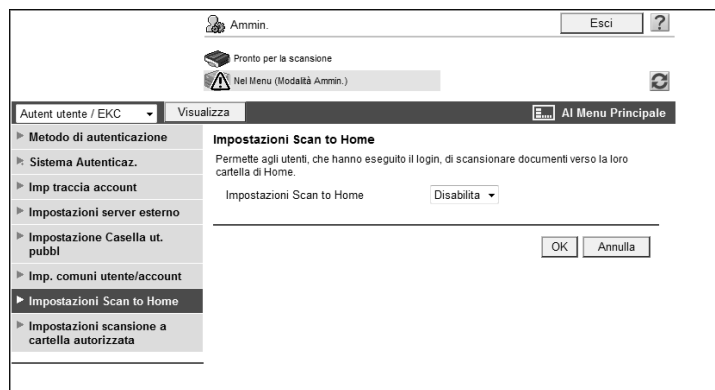 Ammin.
Esci
?
Pronto per la scansione
Nel Menu (Modalità Ammin.)
Autent utente / EKC
Visualizza
Al Menu Principale
Metodo di autenticazione
Sistema Autenticaz.
Imp traccia account
Impostazioni server esterno
Impostazione Casella ut.
pubbl
Imp. comuni utente/account
Impostazioni Scan to Home
Impostazioni scansione a
cartella autorizzata
Impostazioni Scan to Home
Permette agli utenti, che hanno eseguito il login, di scansionare documenti verso la loro
cartella di Home.
Impostazioni Scan to Home
Disabilita
OK
Annulla